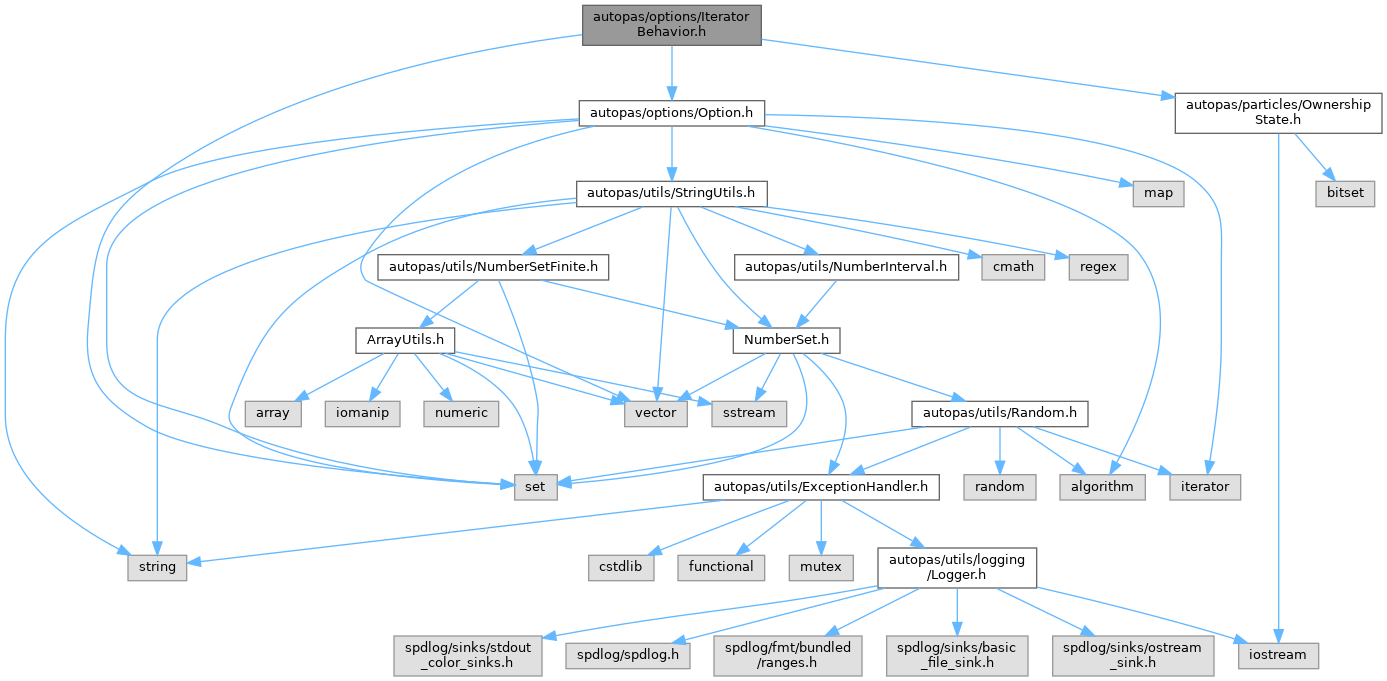 autopas/options/Iterator
Behavior.h
autopas/particles/Ownership
State.h
autopas/options/Option.h
autopas/utils/StringUtils.h
map
bitset
autopas/utils/NumberSetFinite.h
autopas/utils/NumberInterval.h
cmath
regex
ArrayUtils.h
NumberSet.h
array
iomanip
numeric
vector
sstream
autopas/utils/Random.h
set
autopas/utils/ExceptionHandler.h
random
algorithm
iterator
string
cstdlib
functional
mutex
autopas/utils/logging
/Logger.h
spdlog/sinks/stdout
_color_sinks.h
spdlog/spdlog.h
spdlog/fmt/bundled
/ranges.h
spdlog/sinks/basic
_file_sink.h
spdlog/sinks/ostream
_sink.h
iostream